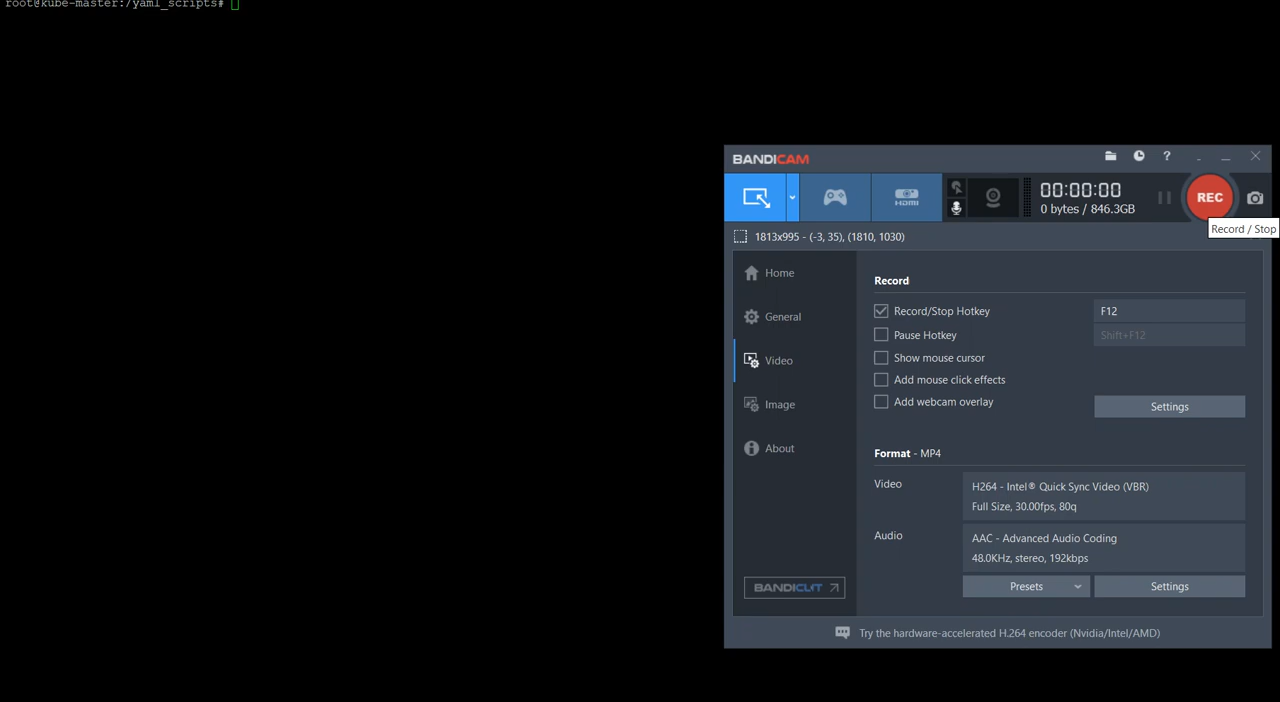 root@kube-master:/yaml_scripts#
BANDICAM
?
HDMI
00:00:00
0 bytes / 846.3GB
REC
Record / Stop
1813x995 - (-3, 35), (1810, 1030)
Home
General
Video
Image
About
BANDICUT
Record
Record/Stop Hotkey
F12
Pause Hotkey
Shift+F12
Show mouse cursor
Add mouse click effects
Add webcam overlay
Settings
Format - MP4
Video
H264 - Intel® Quick Sync Video (VBR)
Full Size, 30.00fps, 80q
Audio
AAC - Advanced Audio Coding
48.0KHz, stereo, 192kbps
Presets
Settings
Try the hardware-accelerated H.264 encoder (Nvidia/Intel/AMD)